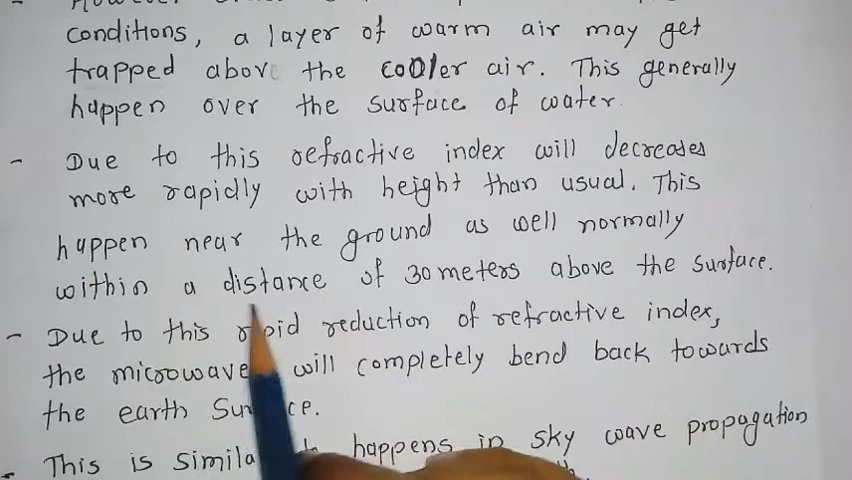 conditions, a layer of warm air may get
trapped above the cooler air. This generally
happen over the surface of water.
- Due to this refractive index will decreases
more rapidly with height than usual. This
happen near the ground as well normally
within a distance of 30 meters above the surface.
- Due to this rapid reduction of refractive index,
the microwave will completely bend back towards
the earth
- This is happens in sky wave propagation